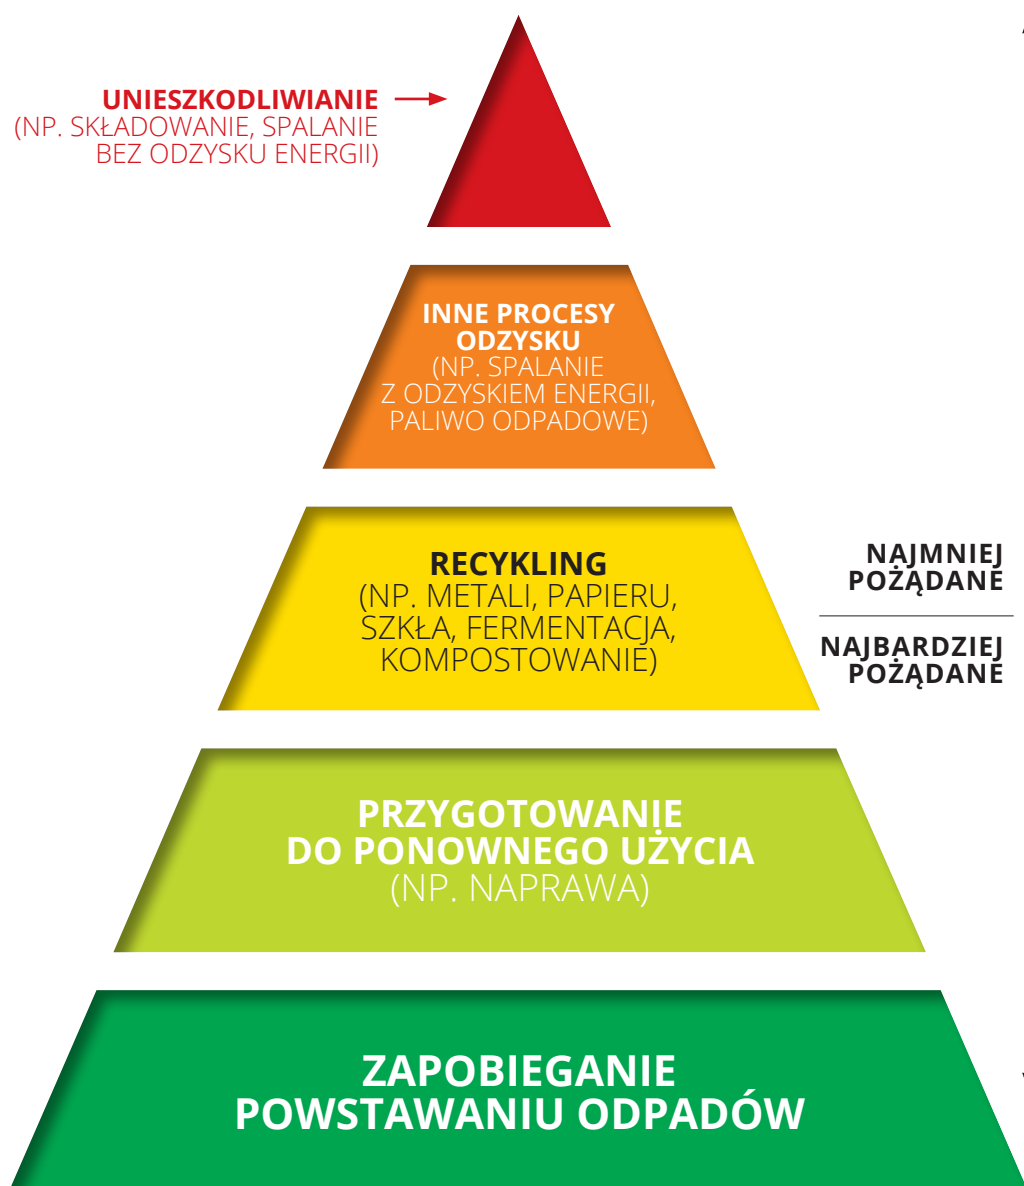 UNIESZKODLIWIANIE
(NP. SKŁADOWANIE, SPALANIE
BEZ ODZYSKU ENERGII)
INNE PROCESY
ODZYSKU
(NP. SPALANIE
Z ODZYSKIEM ENERGII,
PALIWO ODPADOWE)
RECYKLING
(NP. METALI, PAPIERU,
SZKŁA, FERMENTACJA,
KOMPOSTOWANIE)
NAJMNIEJ
POŻĄDANE
NAJBARDZIEJ
POŻĄDANE
PRZYGOTOWANIE
DO PONOWNEGO UŻYCIA
(NP. NAPRAWA)
ZAPOBIEGANIE
POWSTAWANIU ODPADÓW